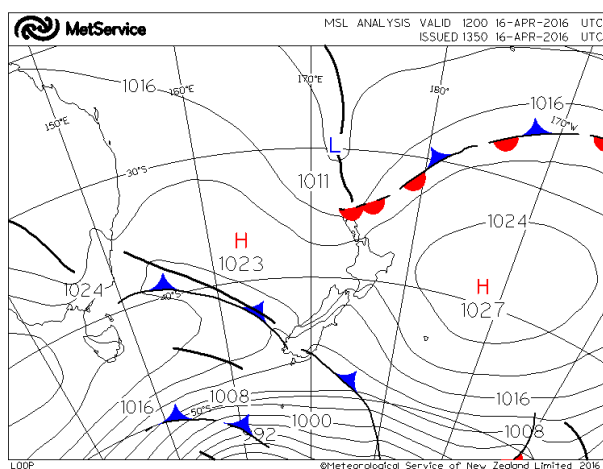 MetService
MSL ANALYSIS VALID 1200 16-APR-2016 UTC
ISSUED 1350 16-APR-2016 UTC
1016
160°E
170°E
180°
1016
170°W
150°E
L
30°S
1011
1024
H
1023
H
1027
1024
40°S
1016
1008
50°S
1000
92
1016
1008
LOOP
©Meteorological Service of New Zealand Limited 2016